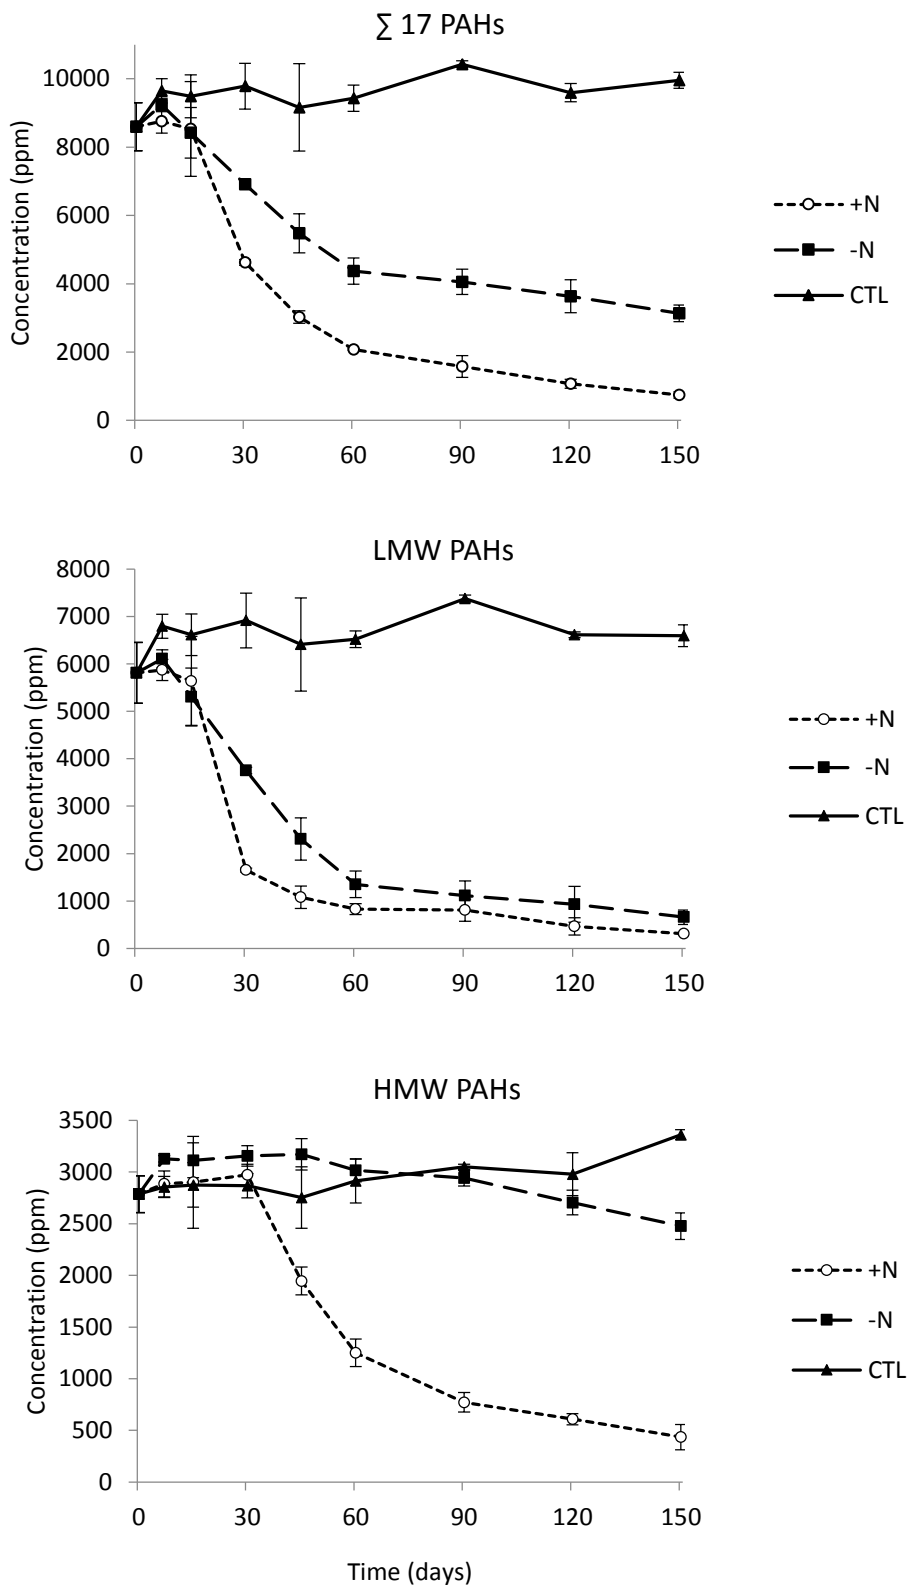 ∑ 17 PAHs
10000
8000
6000
4000
2000
0
Concentration (ppm)
0 30 60 90 120 150
+N
-N
CTL
LMW PAHs
8000
7000
6000
5000
4000
3000
2000
1000
0
Concentration (ppm)
0 30 60 90 120 150
+N
-N
CTL
HMW PAHs
3500
3000
2500
2000
1500
1000
500
0
Concentration (ppm)
0 30 60 90 120 150
+N
-N
CTL
Time (days)